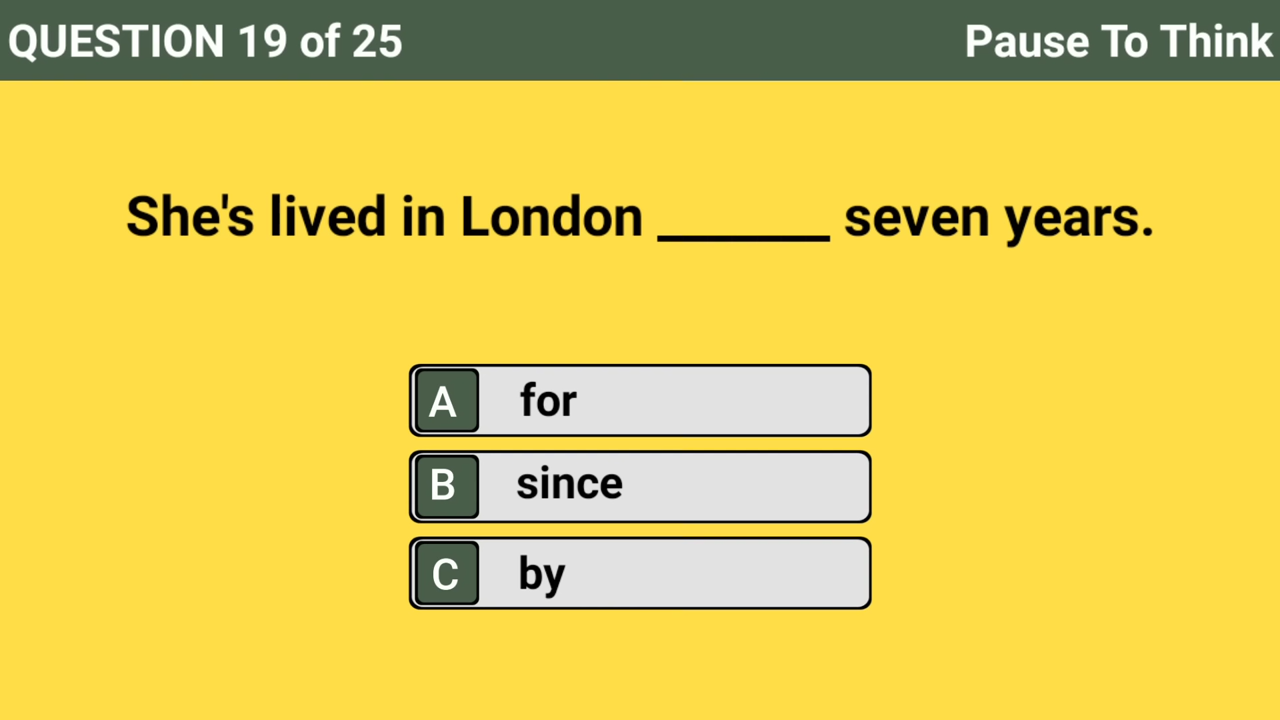 QUESTION 19 of 25
Pause To Think
She's lived in London ______ seven years.
A for
B since
C by